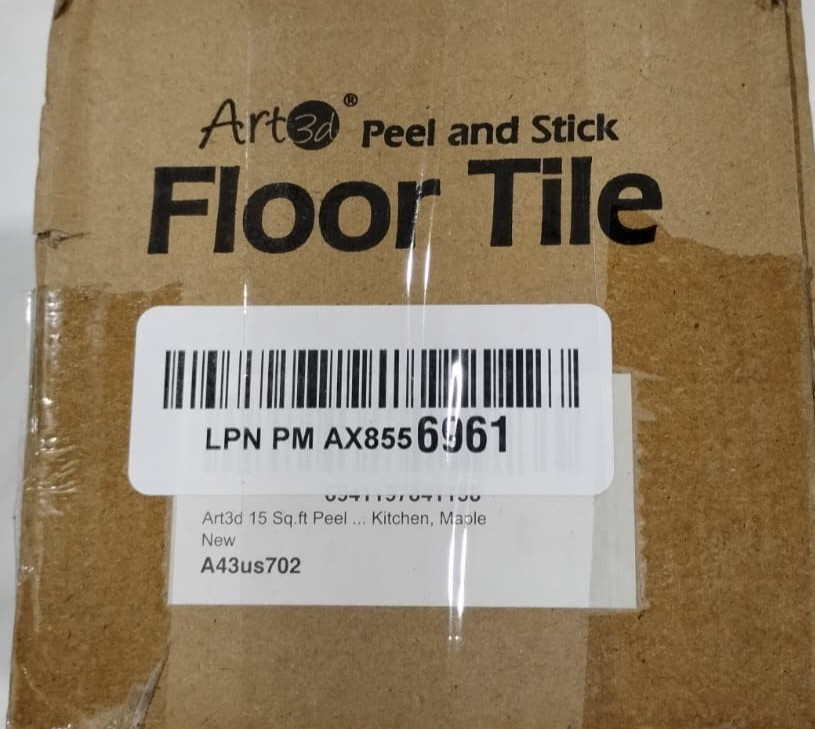 Art3d® Peel and Stick
Floor Tile
LPN PM AX8556961
Art3d 15 Sq.ft Peel ... Kitchen, Maple
New
A43us702